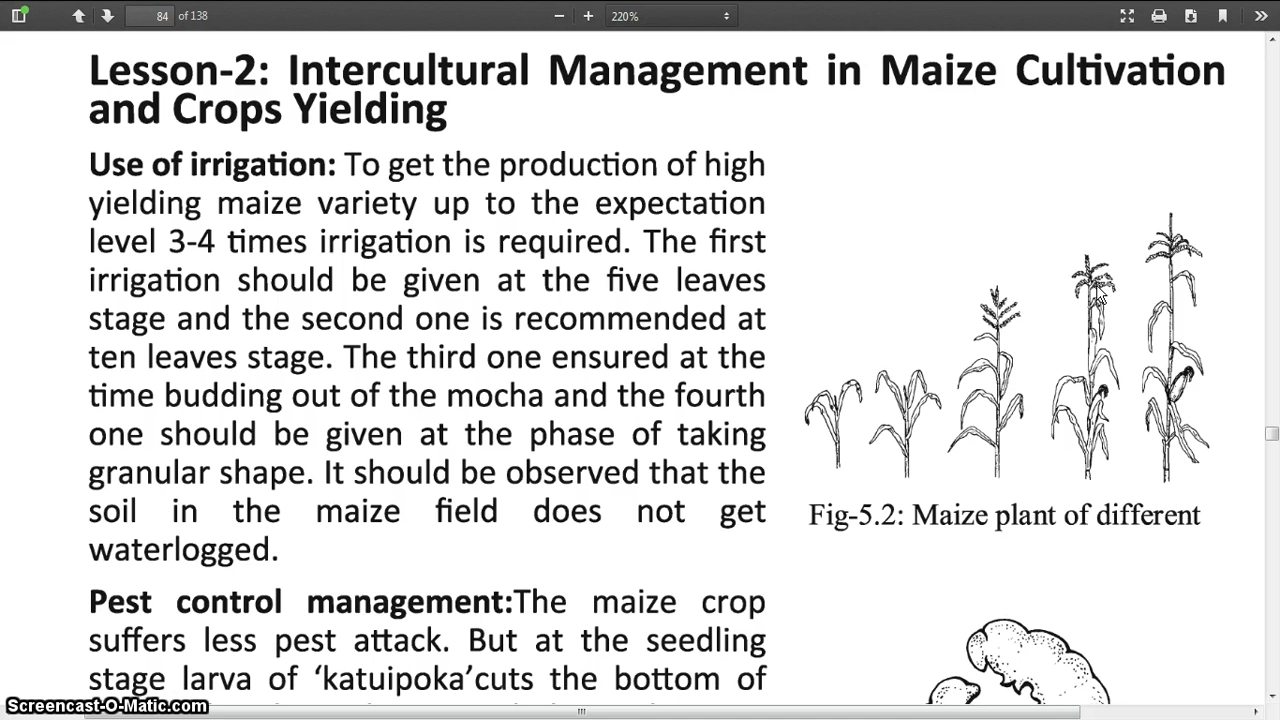 84 of 138
220%
Lesson-2: Intercultural Management in Maize Cultivation
and Crops Yielding
Use of irrigation: To get the production of high
yielding maize variety up to the expectation
level 3-4 times irrigation is required. The first
irrigation should be given at the five leaves
stage and the second one is recommended at
ten leaves stage. The third one ensured at the
time budding out of the mocha and the fourth
one should be given at the phase of taking
granular shape. It should be observed that the
soil in the maize field does not get
waterlogged.
Fig-5.2: Maize plant of different
Pest control management:The maize crop
suffers less pest attack. But at the seedling
stage larva of ‘katuipoka’cuts the bottom of
Screencast-O-Matic.com